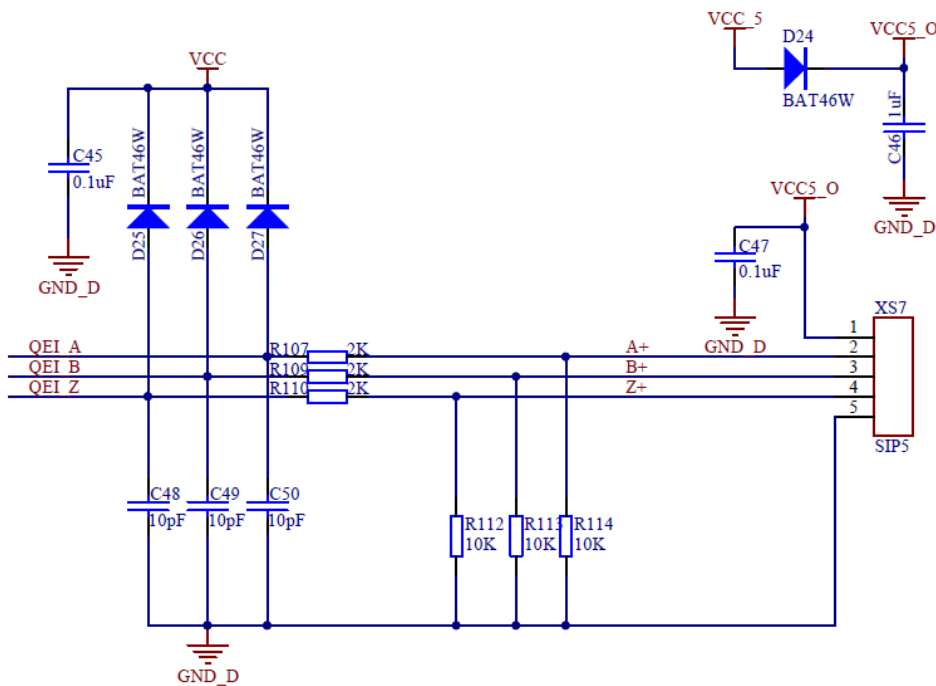 VCC_5
D24
VCC5_O
BAT46W
C46 1uF
GND_D
VCC
C45
0.1uF
GND_D
BAT46W
BAT46W
BAT46W
D25
D26
D27
VCC5_O
C47
0.1uF
GND_D
XS7
1
2
3
4
5
SIP5
QEI_A
R107 2K
A+
QEI_B
R109 2K
B+
QEI_Z
R110 2K
Z+
C48
10pF
C49
10pF
C50
10pF
R112
10K
R113
10K
R114
10K
GND_D